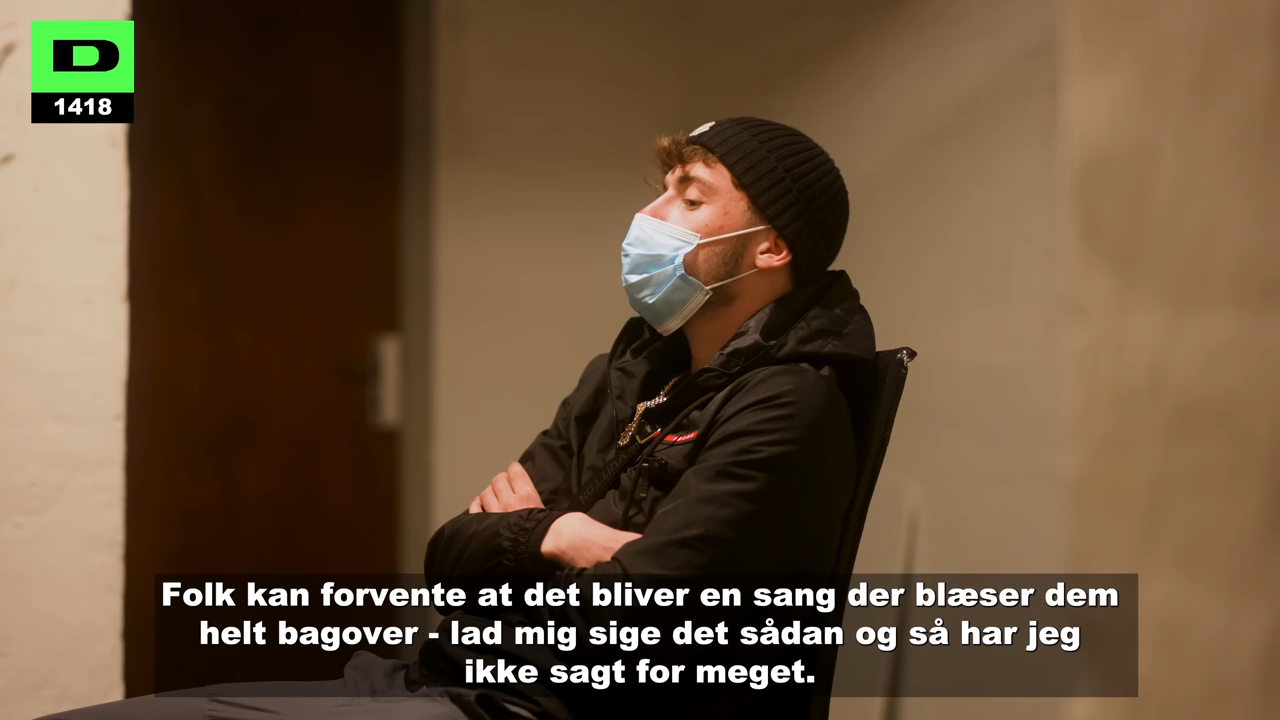 D
1418
VUITTON
Folk kan forvente at det bliver en sang der blæser dem
helt bagover - lad mig sige det sådan og så har jeg
ikke sagt for meget.